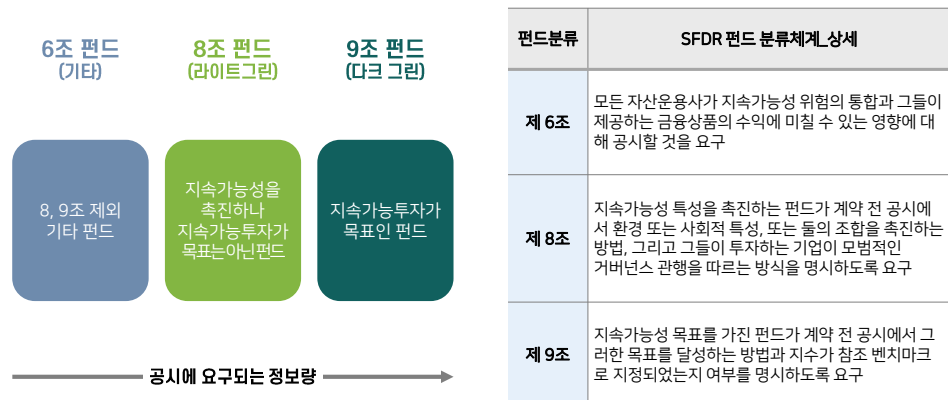 6조 펀드
(기타)
8조 펀드
(라이트그린)
9조 펀드
(다크 그린)
8, 9조 제외
기타 펀드
지속가능성을
촉진하나
지속가능투자가
목표는아닌펀드
지속가능투자가
목표인 펀드
공시에 요구되는 정보량
펀드분류
SFDR 펀드 분류체계_상세
제 6조
모든 자산운용사가 지속가능성 위험의 통합과 그들이
제공하는 금융상품의 수익에 미칠 수 있는 영향에 대
해 공시할 것을 요구
제 8조
지속가능성 특성을 촉진하는 펀드가 계약 전 공시에
서 환경 또는 사회적 특성, 또는 둘의 조합을 촉진하는
방법, 그리고 그들이 투자하는 기업이 모범적인
거버넌스 관행을 따르는 방식을 명시하도록 요구
제 9조
지속가능성 목표를 가진 펀드가 계약 전 공시에서 그
러한 목표를 달성하는 방법과 지수가 참조 벤치마크
로 지정되었는지 여부를 명시하도록 요구